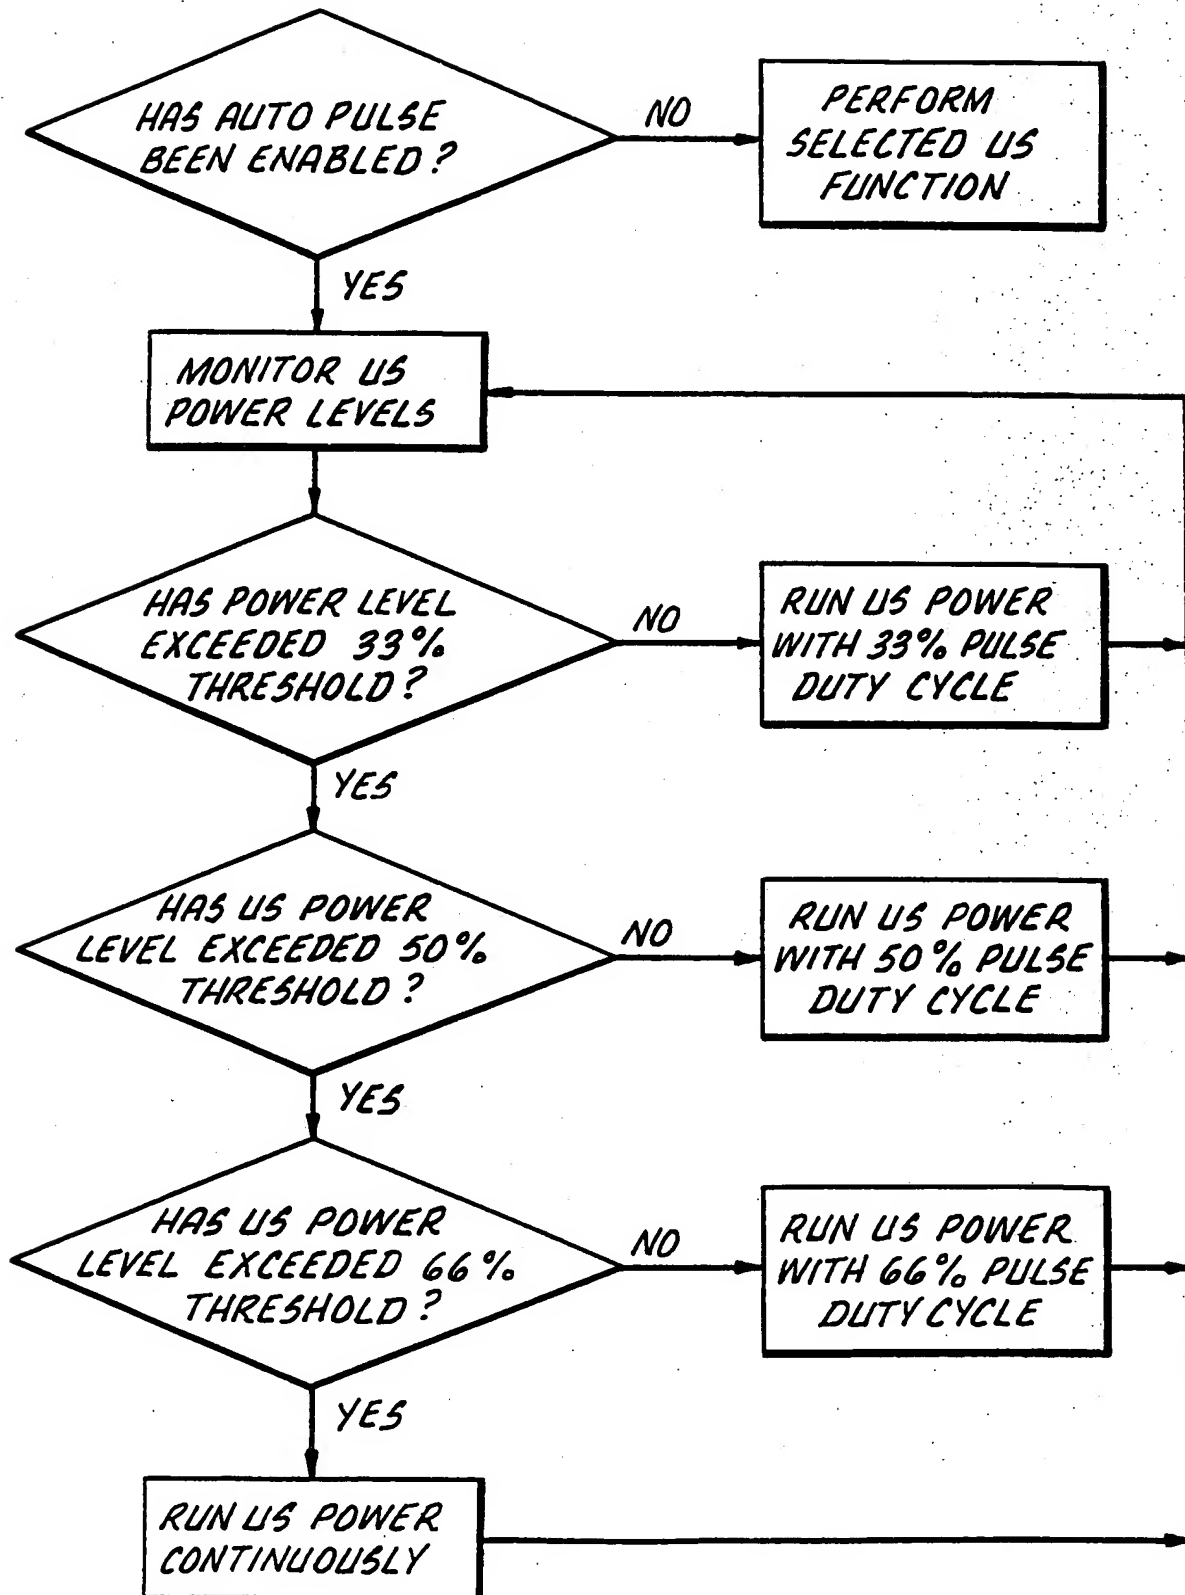 HAS AUTO PULSE
BEEN ENABLED?
NO
PERFORM
SELECTED US
FUNCTION
YES
MONITOR US
POWER LEVELS
HAS POWER LEVEL
EXCEEDED 33%
THRESHOLD?
NO
RUN US POWER
WITH 33% PULSE
DUTY CYCLE
YES
HAS US POWER
LEVEL EXCEEDED 50%
THRESHOLD?
NO
RUN US POWER
WITH 50% PULSE
DUTY CYCLE
YES
HAS US POWER
LEVEL EXCEEDED 66%
THRESHOLD?
NO
RUN US POWER
WITH 66% PULSE
DUTY CYCLE
YES
RUN US POWER
CONTINUOUSLY